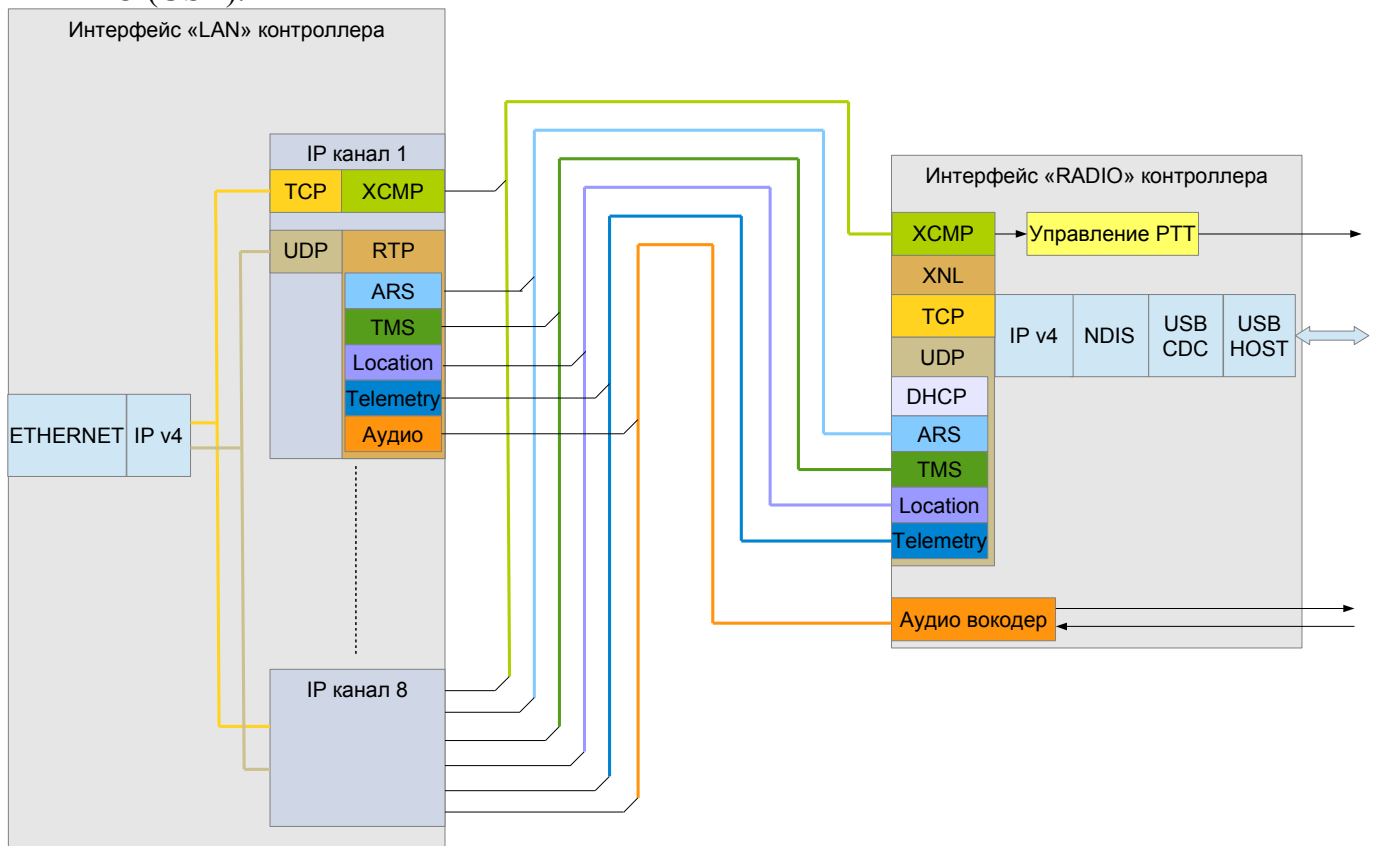 Интерфейс «LAN» контроллера
IP канал 1
TCP
XCMP
UDP
RTP
ARS
TMS
Location
Telemetry
Аудио
ETHERNET
IP v4
IP канал 8
Интерфейс «RADIO» контроллера
XCMP
Управление PTT
XNL
TCP
UDP
IP v4
NDIS
USB
CDC
USB
HOST
DHCP
ARS
TMS
Location
Telemetry
Аудио вокодер